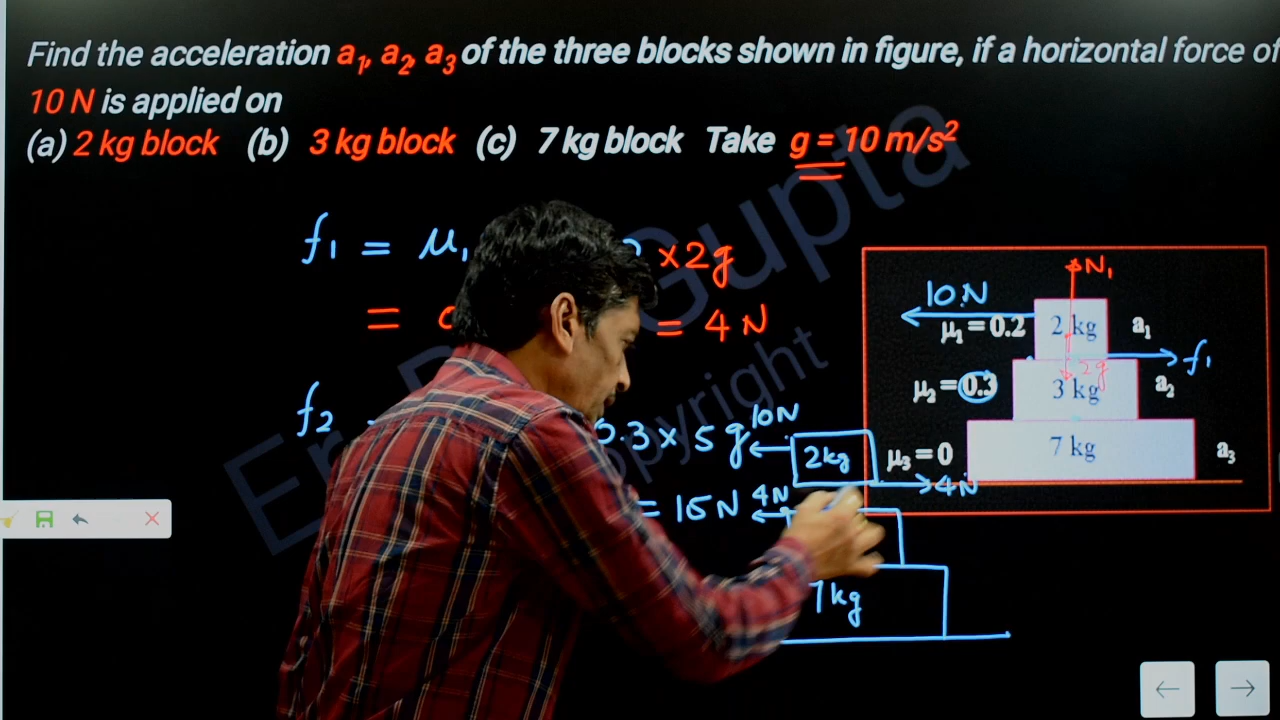 Find the acceleration a₁, a₂, a₃ of the three blocks shown in figure, if a horizontal force of
10 N is applied on
(a) 2 kg block (b) 3 kg block (c) 7 kg block Take g = 10 m/s²
f₁ = μ₁ ×2g
= = 4 N
f₂ 0.3 × 5 g
= 15 N
N₁
10 N
μ₁ = 0.2 2 kg a₁
f₁
2g
μ₂ = 0.3 3 kg a₂
μ₃ = 0 7 kg a₃
10N 2kg 4N
4N
7kg
Gupta
copyright